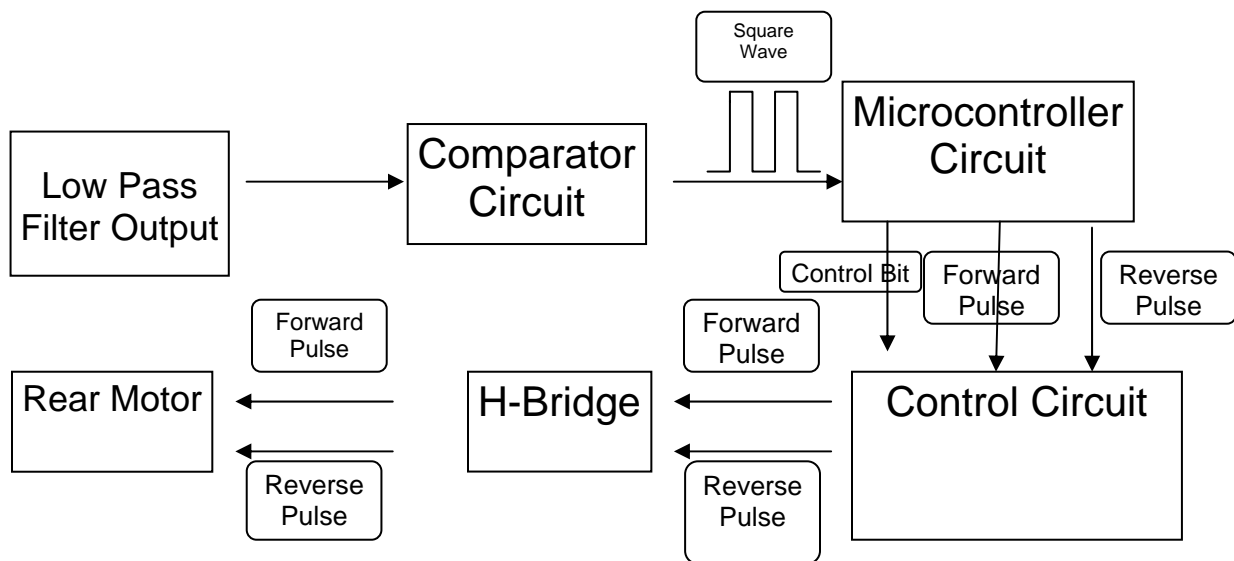 Square
Wave
Microcontroller
Circuit
Comparator
Circuit
Low Pass
Filter Output
Control Bit
Forward
Pulse
Reverse
Pulse
Forward
Pulse
Forward
Pulse
Rear Motor
H-Bridge
Control Circuit
Reverse
Pulse
Reverse
Pulse